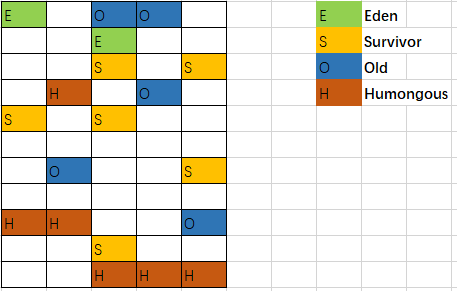 E O O E Eden
E S Survivor
S S O Old
H O H Humongous
S S
O S
H H O
S
H H H